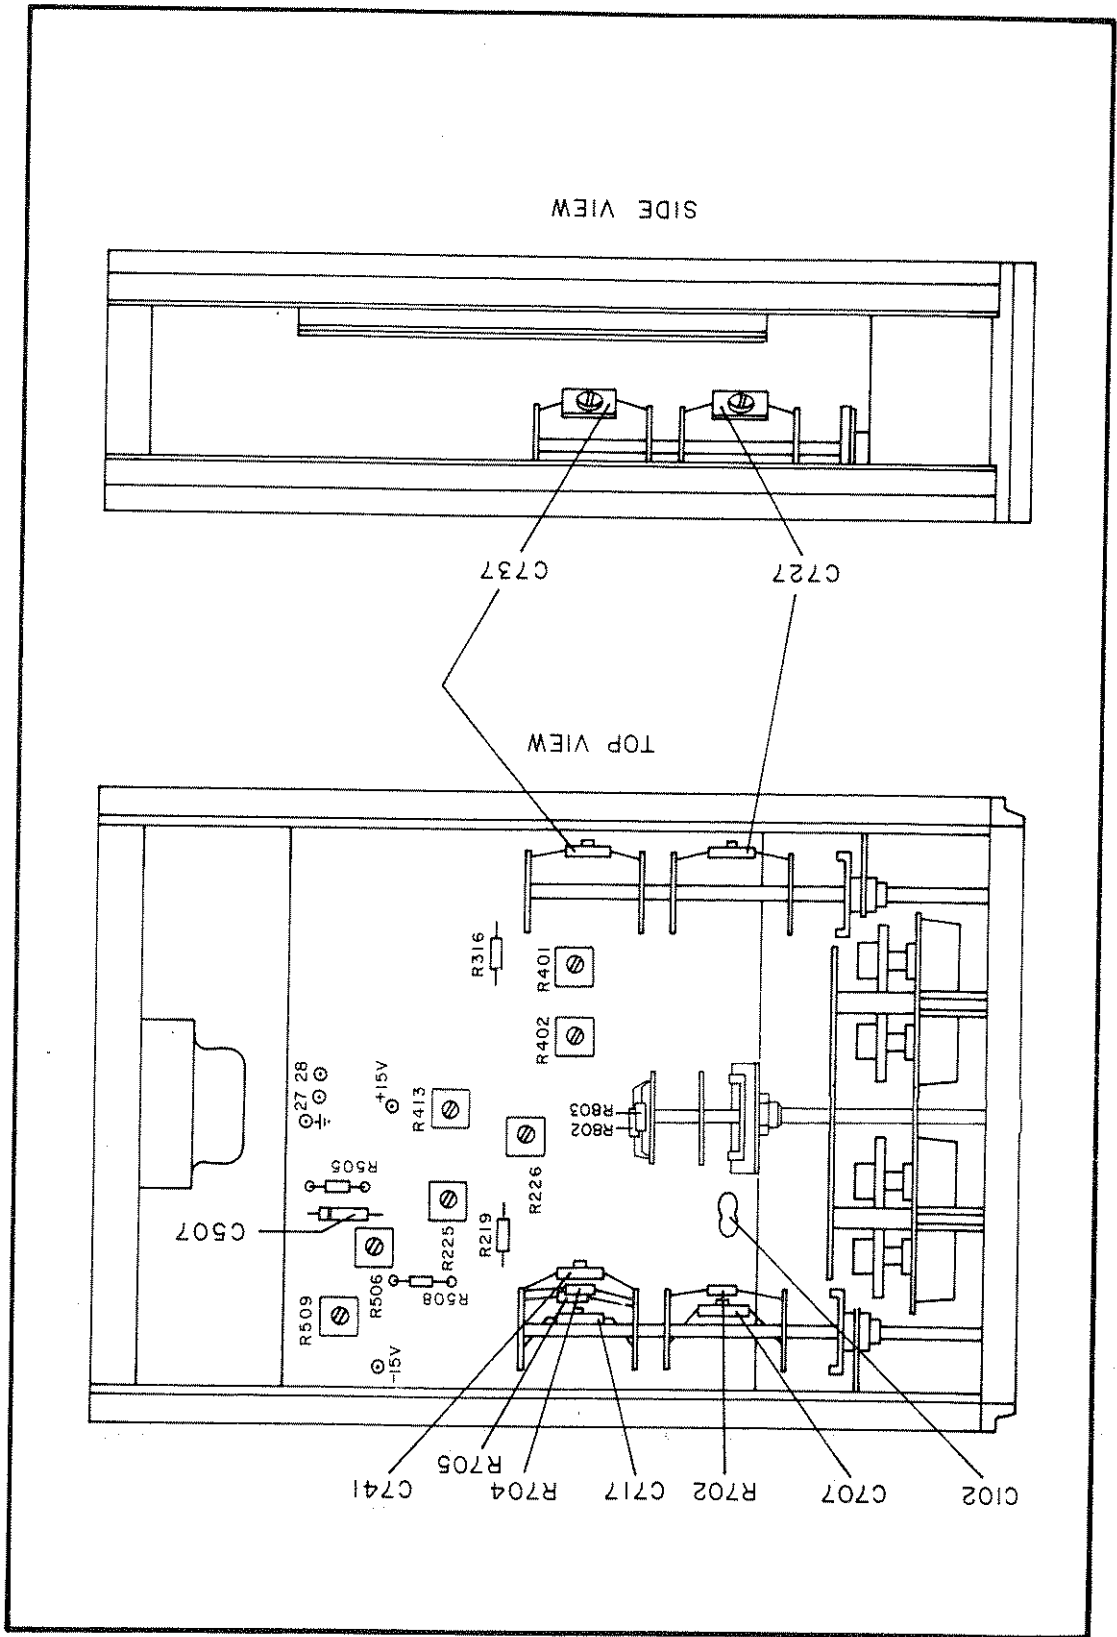 SIDE VIEW
C737
C727
TOP VIEW
R316
R401
R402
27 28
+15V
R413
R803
R802
R226
R505
C507
R225
R219
R506
R508
R509
-15V
C741
R705
R704
C717
R702
C707
C102